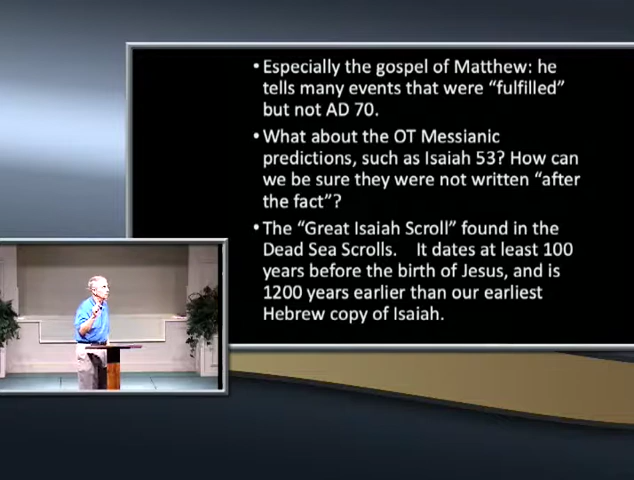 • Especially the gospel of Matthew: he
tells many events that were “fulfilled”
but not AD 70.
• What about the OT Messianic
predictions, such as Isaiah 53? How can
we be sure they were not written “after
the fact”?
• The “Great Isaiah Scroll” found in the
Dead Sea Scrolls. It dates at least 100
years before the birth of Jesus, and is
1200 years earlier than our earliest
Hebrew copy of Isaiah.